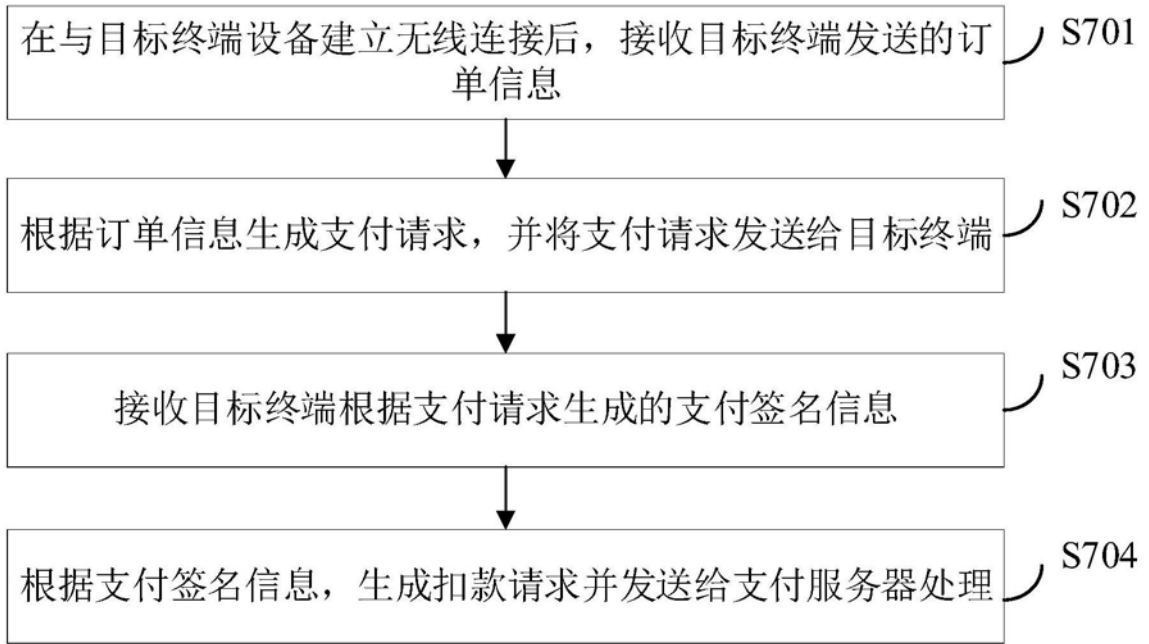 在与目标终端设备建立无线连接后，接收目标终端发送的订
单信息
S701
根据订单信息生成支付请求，并将支付请求发送给目标终端
S702
接收目标终端根据支付请求生成的支付签名信息
S703
根据支付签名信息，生成扣款请求并发送给支付服务器处理
S704